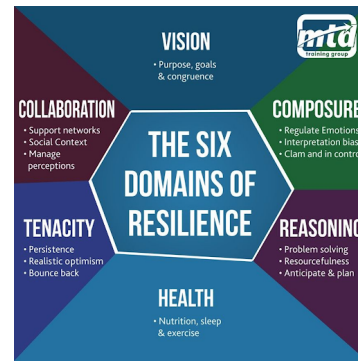 VISION
• Purpose, goals
& congruence
mtd
training group
COLLABORATION
• Support networks
• Social Context
• Manage
perceptions
COMPOSURE
• Regulate Emotions
• Interpretation bias
• Clam and in contro
THE SIX
DOMAINS OF
RESILIENCE
TENACITY
• Persistence
• Realistic optimism
• Bounce back
REASONING
• Problem solving
• Resourcefulness
• Anticipate & plan
HEALTH
• Nutrition, sleep
& exercise